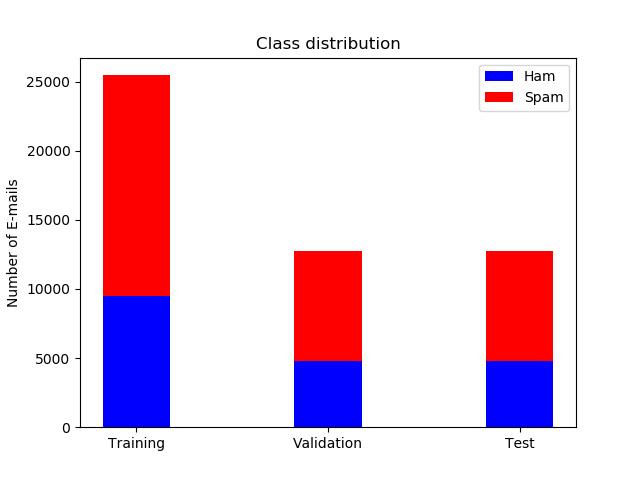 Class distribution
Ham
Spam
Number of E-mails
25000
20000
15000
10000
5000
0
Training
Validation
Test